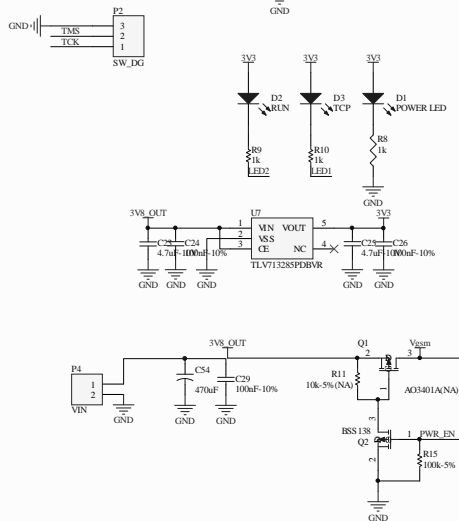 GND
P2
GND
3
TMS
2
TCK
1
SW_DG
3V3
3V3
3V3
D2
RUN
D3
TCP
D1
POWER LED
R9
1k
R10
1k
R8
1k
LED2
LED1
GND
3V8_OUT
U7
3V3
1
VIN
VOUT
5
2
VSS
3
CE
NC
4
C23
4.7uF-10%
C24
100nF-10%
C25
4.7uF-10%
C26
100nF-10%
TLV713285PDBVR
GND
GND
GND
GND
GND
3V8_OUT
Q1
Vgsm
2
3
P4
1
2
VIN
GND
C54
470uF
C29
100nF-10%
GND
GND
R11
10k-5%(NA)
1
AO3401A(NA)
3
BSS138
Q2
1
PWR_EN
2
R15
100k-5%
GND